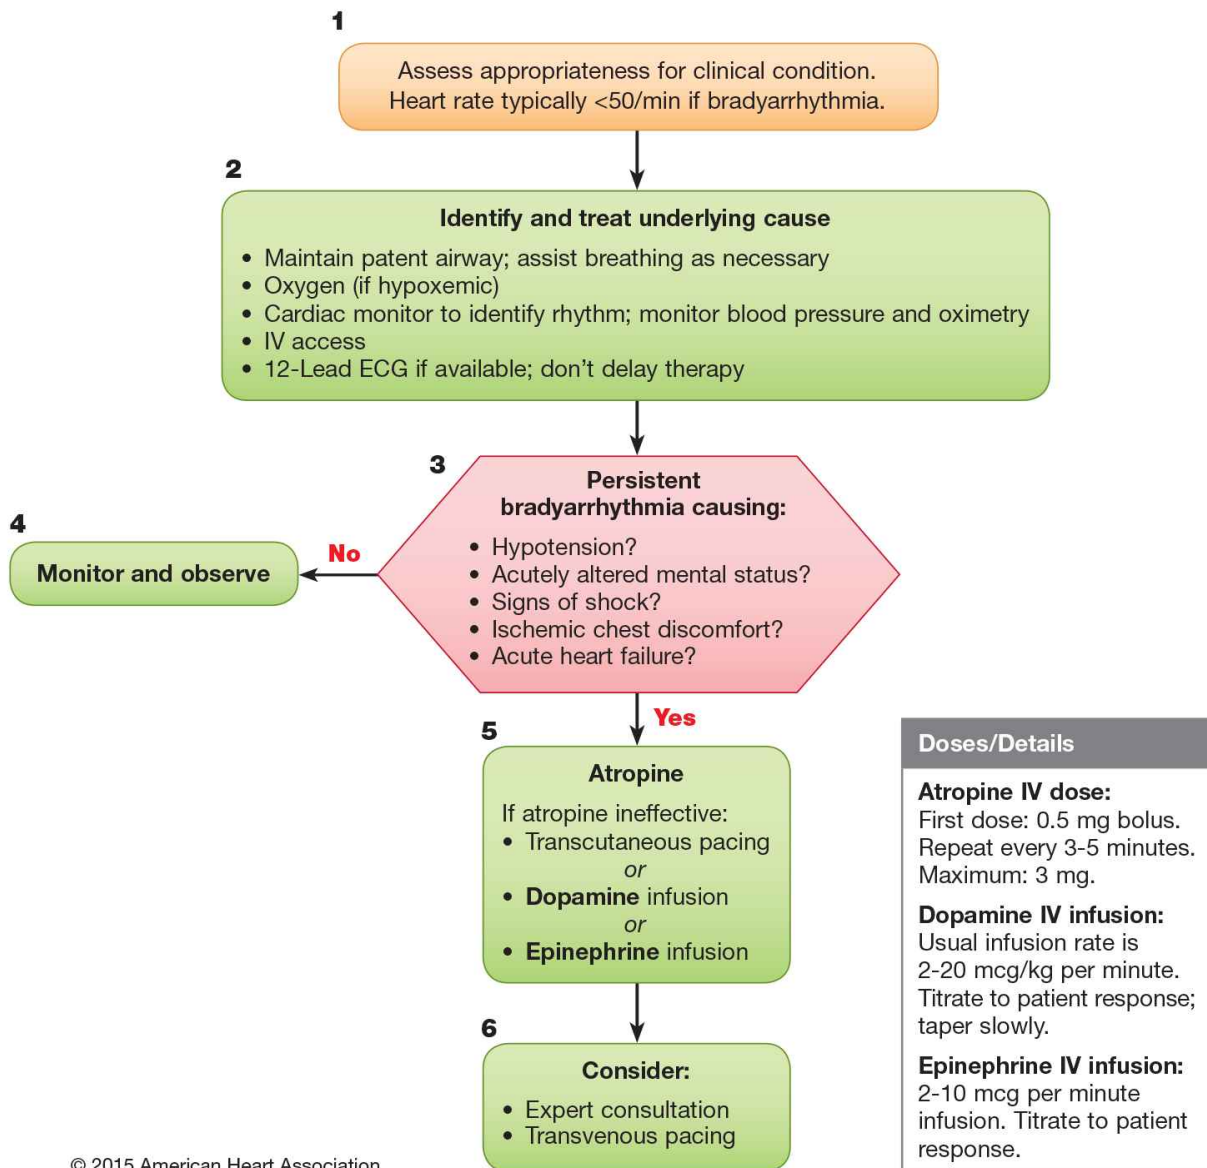 1
Assess appropriateness for clinical condition.
Heart rate typically <50/min if bradyarrhythmia.
2
Identify and treat underlying cause
• Maintain patent airway; assist breathing as necessary
• Oxygen (if hypoxemic)
• Cardiac monitor to identify rhythm; monitor blood pressure and oximetry
• IV access
• 12-Lead ECG if available; don't delay therapy
3
Persistent
bradyarrhythmia causing:
• Hypotension?
• Acutely altered mental status?
• Signs of shock?
• Ischemic chest discomfort?
• Acute heart failure?
No
4
Monitor and observe
Yes
5
Atropine
If atropine ineffective:
• Transcutaneous pacing
or
• Dopamine infusion
or
• Epinephrine infusion
6
Consider:
• Expert consultation
• Transvenous pacing
Doses/Details
Atropine IV dose:
First dose: 0.5 mg bolus.
Repeat every 3-5 minutes.
Maximum: 3 mg.
Dopamine IV infusion:
Usual infusion rate is
2-20 mcg/kg per minute.
Titrate to patient response;
taper slowly.
Epinephrine IV infusion:
2-10 mcg per minute
infusion. Titrate to patient
response.
© 2015 American Heart Association